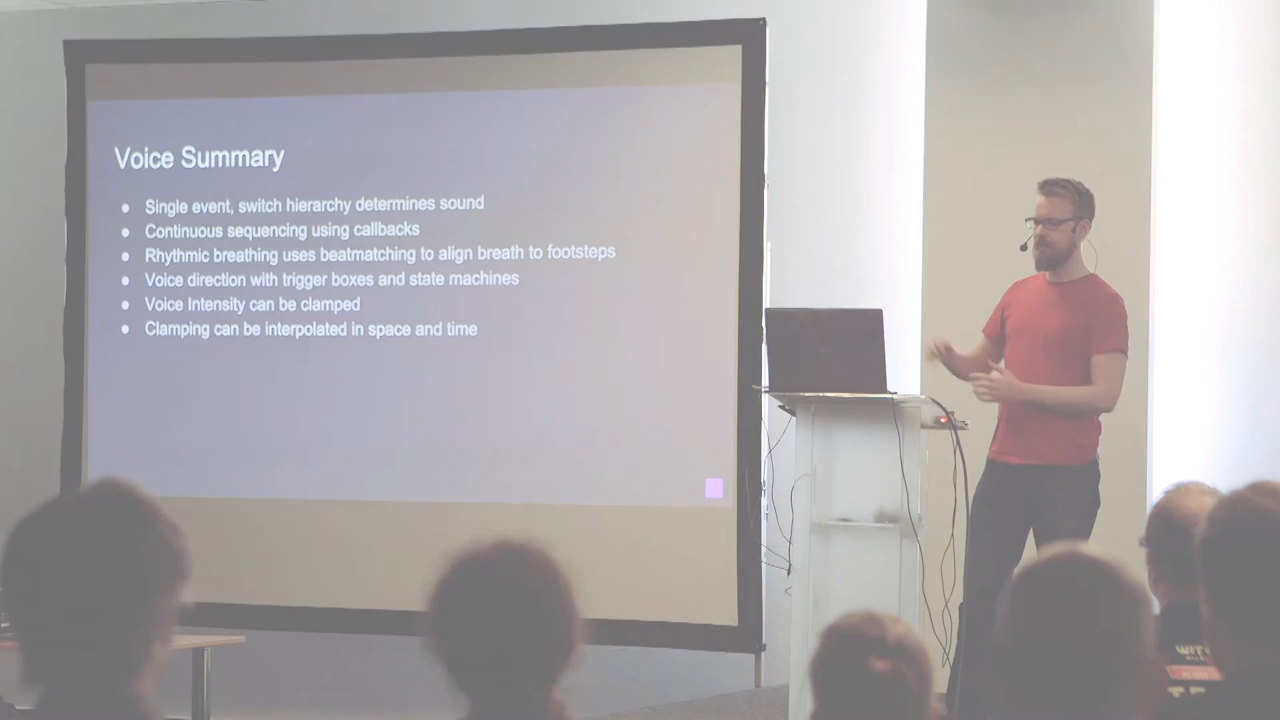 Voice Summary
● Single event, switch hierarchy determines sound
● Continuous sequencing using callbacks
● Rhythmic breathing uses beatmatching to align breath to footsteps
● Voice direction with trigger boxes and state machines
● Voice Intensity can be clamped
● Clamping can be interpolated in space and time